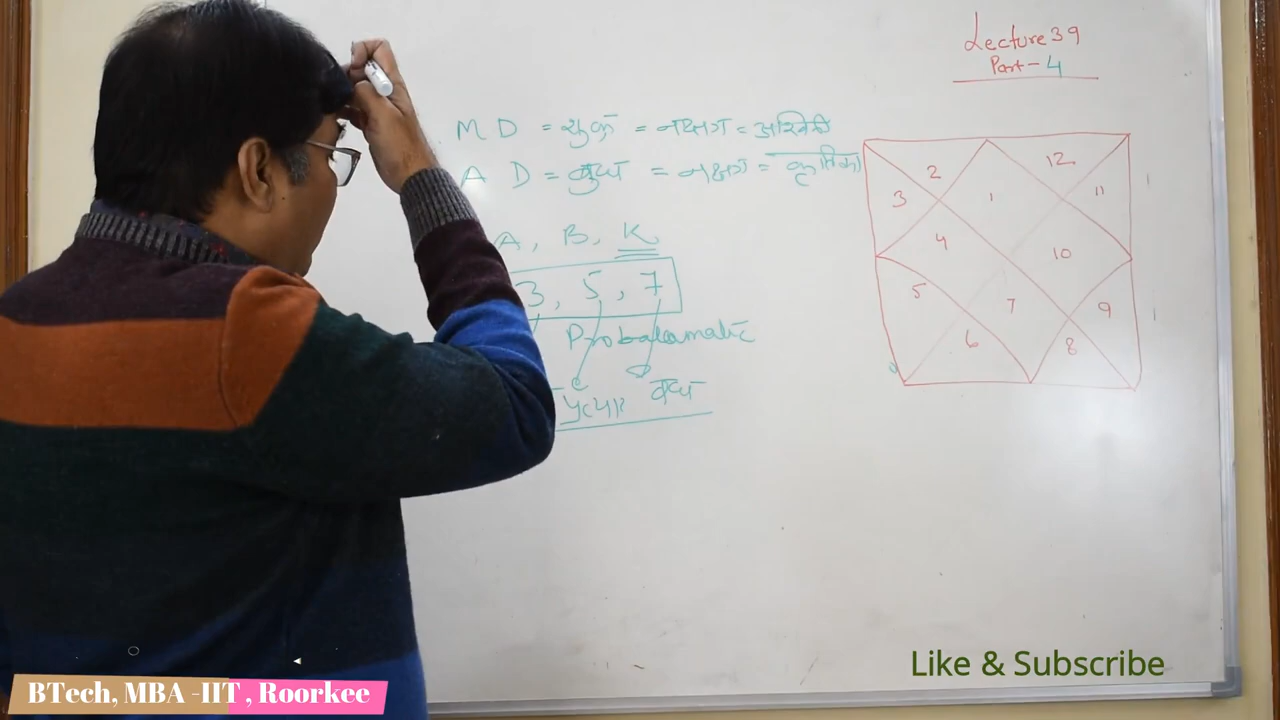 Lecture 39
Part-4
M D = शुक्र = नक्षत्र = अश्विनी
A D = बुध = नक्षत्र = कृतिका
A, B, K
3, 5, 7
Probalamatic
बुध
2 12
3 1 11
4 10
5 7 9
6 8
Like & Subscribe
BTech, MBA -IIT , Roorkee